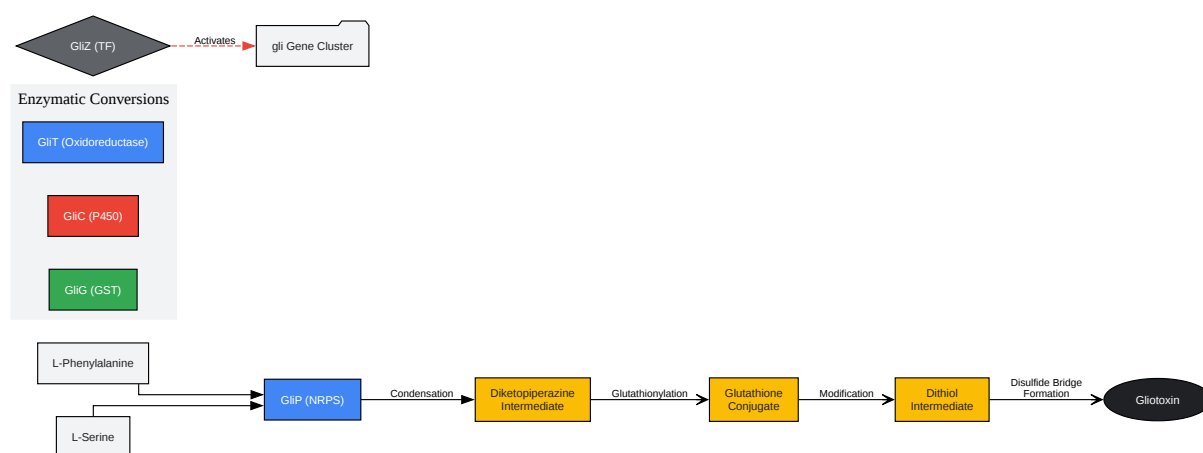 GliZ (TF)
Activates
gli Gene Cluster
Enzymatic Conversions
GliT (Oxidoreductase)
GliC (P450)
GliG (GST)
L-Phenylalanine
L-Serine
GliP (NRPS)
Condensation
Diketopiperazine
Intermediate
Glutathionylation
Glutathione
Conjugate
Modification
Dithiol
Intermediate
Disulfide Bridge
Formation
Gliotoxin